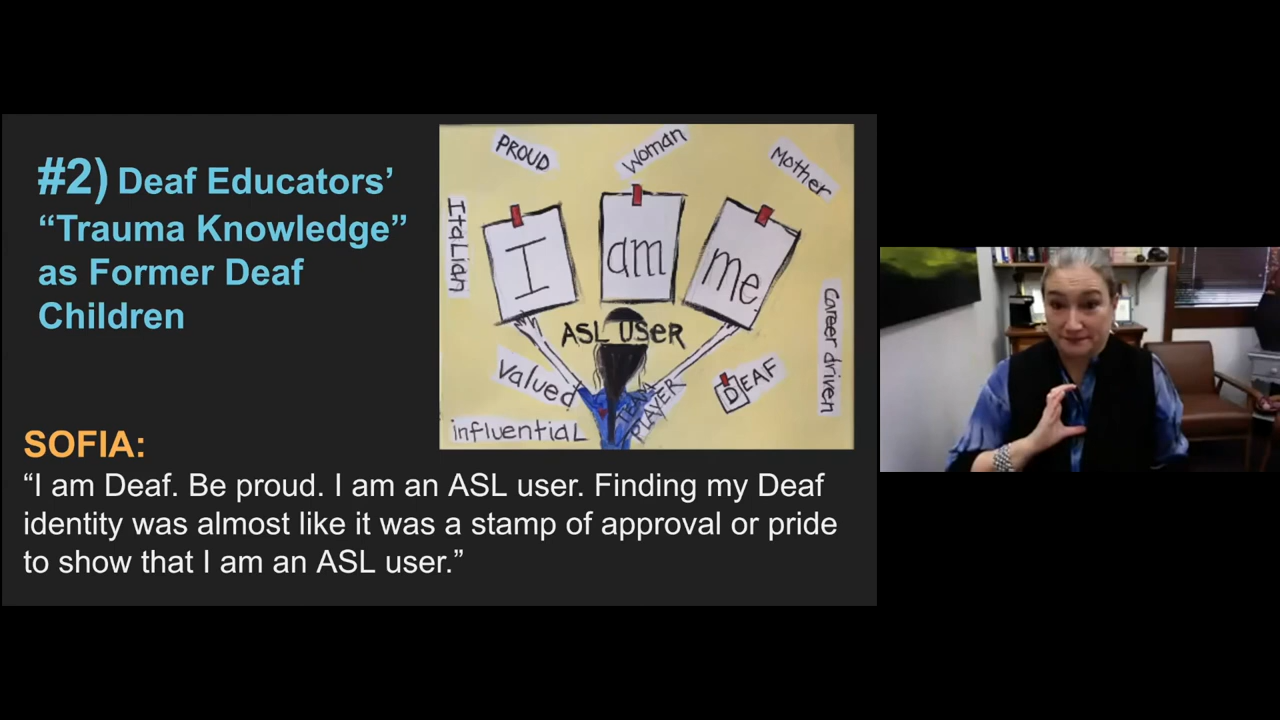 #2) Deaf Educators’
“Trauma Knowledge”
as Former Deaf
Children
PROUD
Woman
Mother
Italian
I
am
me
Career driven
ASL USER
valued
TEAM
PLAYER
DEAF
influential
SOFIA:
“I am Deaf. Be proud. I am an ASL user. Finding my Deaf
identity was almost like it was a stamp of approval or pride
to show that I am an ASL user.”